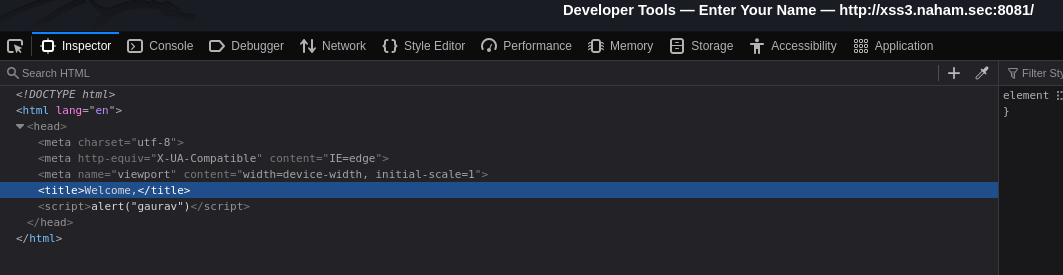 Developer Tools — Enter Your Name — http://xss3.naham.sec:8081/
Inspector Console Debugger Network Style Editor Performance Memory Storage Accessibility Application
Search HTML Filter Sty
<!DOCTYPE html>
<html lang="en">
<head>
<meta charset="utf-8">
<meta http-equiv="X-UA-Compatible" content="IE=edge">
<meta name="viewport" content="width=device-width, initial-scale=1">
<title>Welcome,</title>
<script>alert("gaurav")</script>
</head>
</html>
element
}